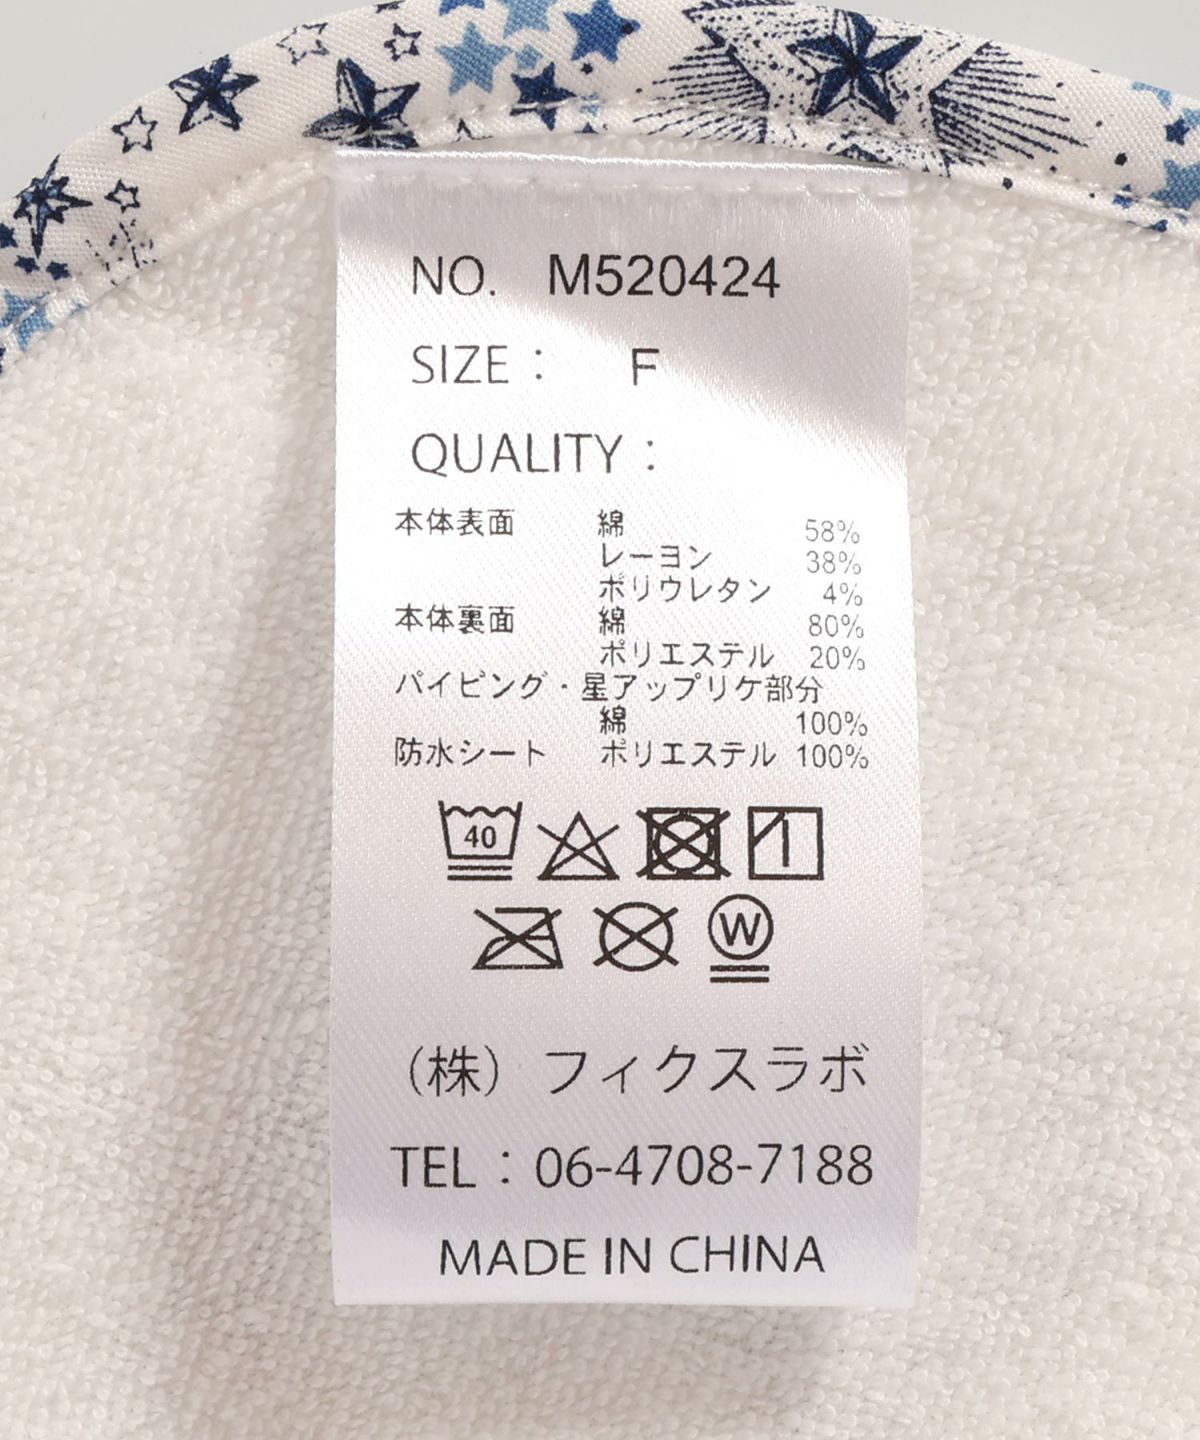 NO. M520424
SIZE： F
QUALITY：
本体表面 綿 58%
レーヨン 38%
ポリウレタン 4%
本体裏面 綿 80%
ポリエステル 20%
パイピング・星アップリケ部分
綿 100%
防水シート ポリエステル 100%
40
W
（株）フィクスラボ
TEL：06-4708-7188
MADE IN CHINA